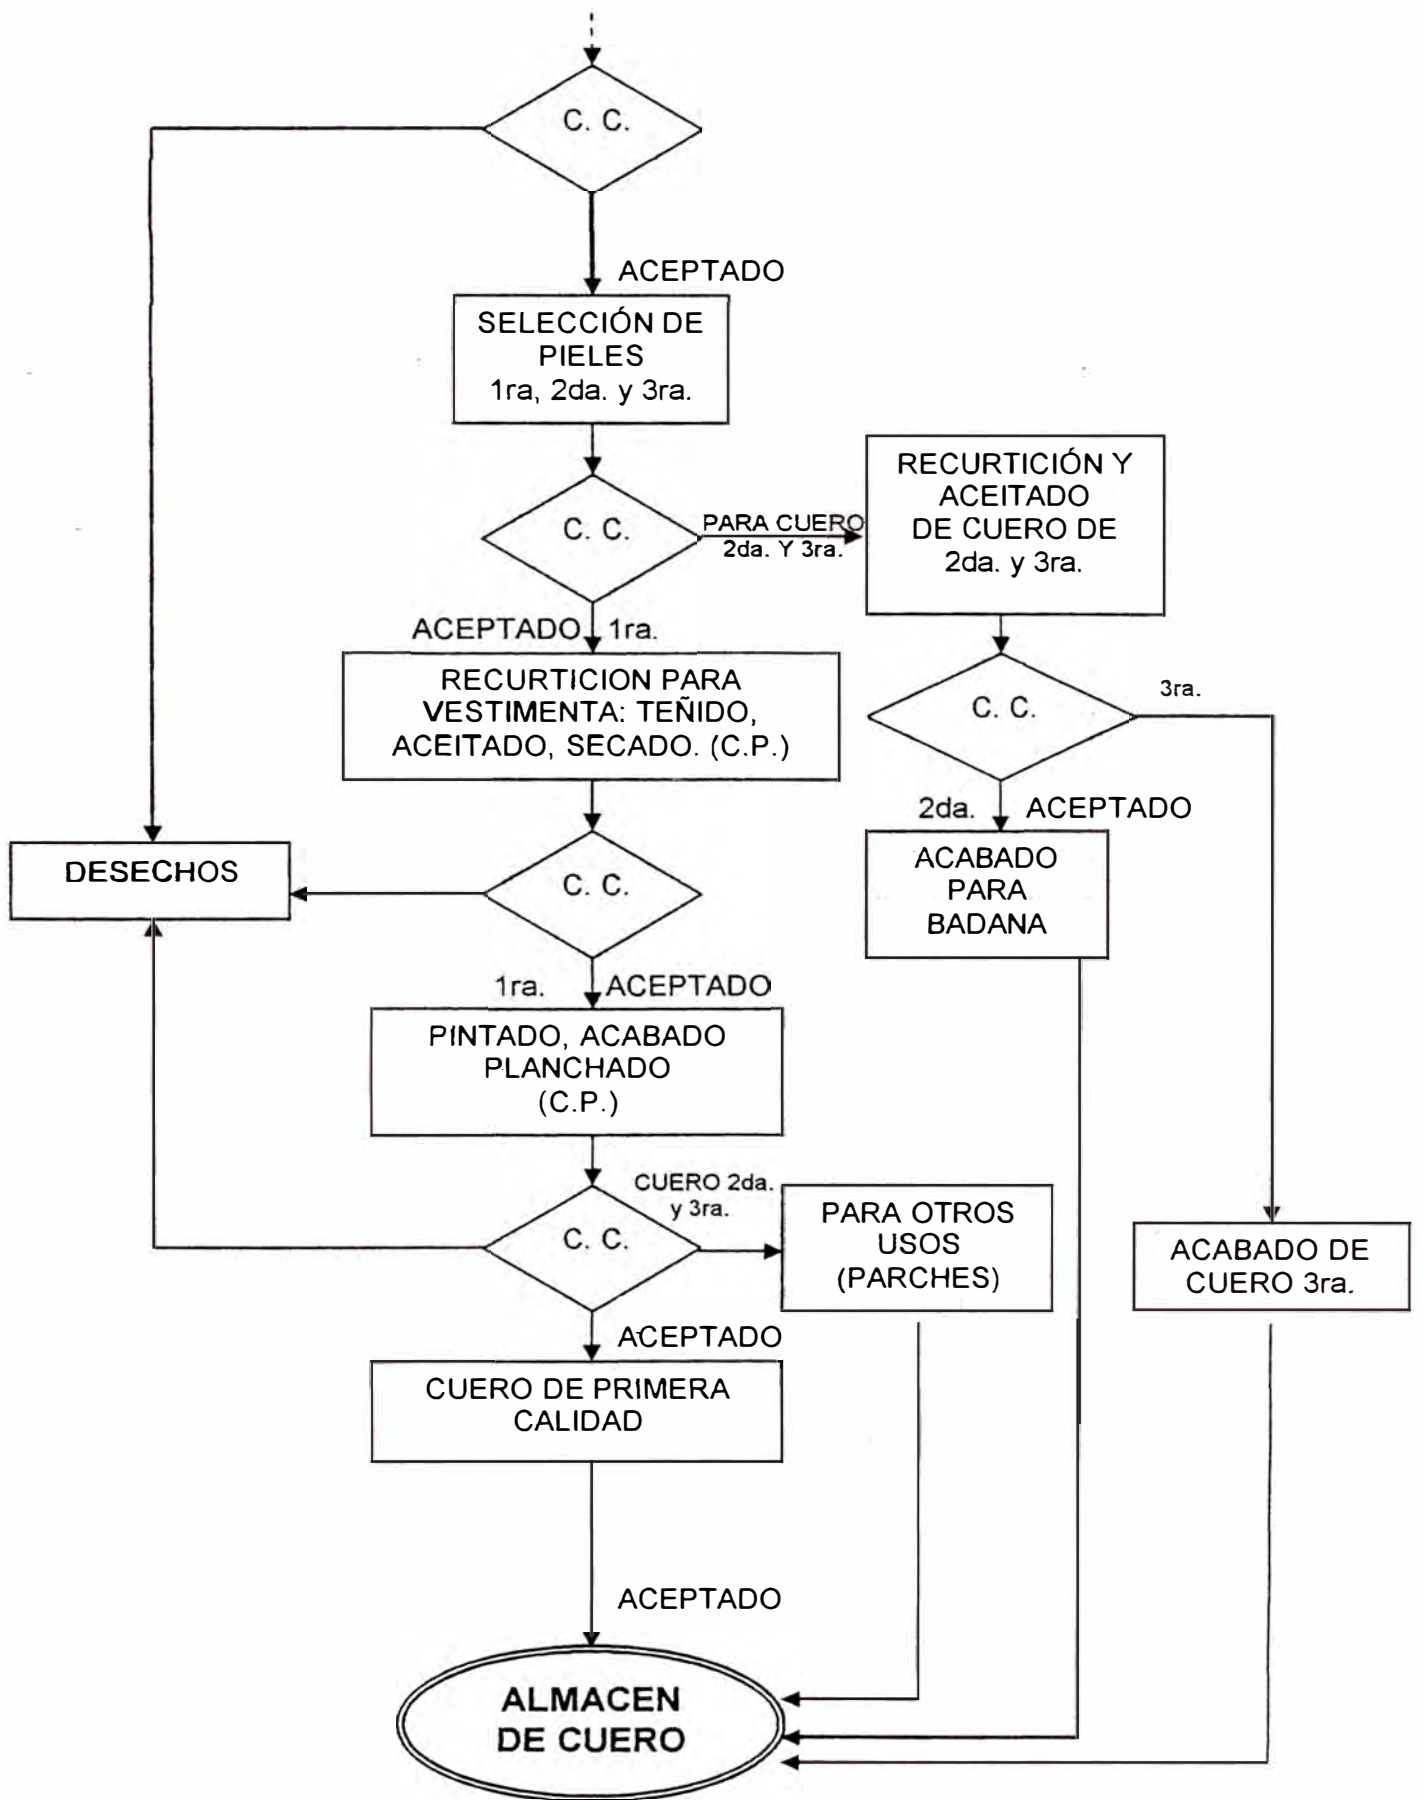 C. C.
ACEPTADO
SELECCIÓN DE
PIELES
1ra, 2da. y 3ra.
C. C.
PARA CUERO
2da. Y 3ra.
RECURTICIÓN Y
ACEITADO
DE CUERO DE
2da. y 3ra.
ACEPTADO 1ra.
RECURTICION PARA
VESTIMENTA: TEÑIDO,
ACEITADO, SECADO. (C.P.)
C. C.
3ra.
2da. ACEPTADO
DESECHOS
C. C.
ACABADO
PARA
BADANA
1ra. ACEPTADO
PINTADO, ACABADO
PLANCHADO
(C.P.)
C. C.
CUERO 2da.
y 3ra.
PARA OTROS
USOS
(PARCHES)
ACABADO DE
CUERO 3ra.
ACEPTADO
CUERO DE PRIMERA
CALIDAD
ACEPTADO
ALMACEN
DE CUERO